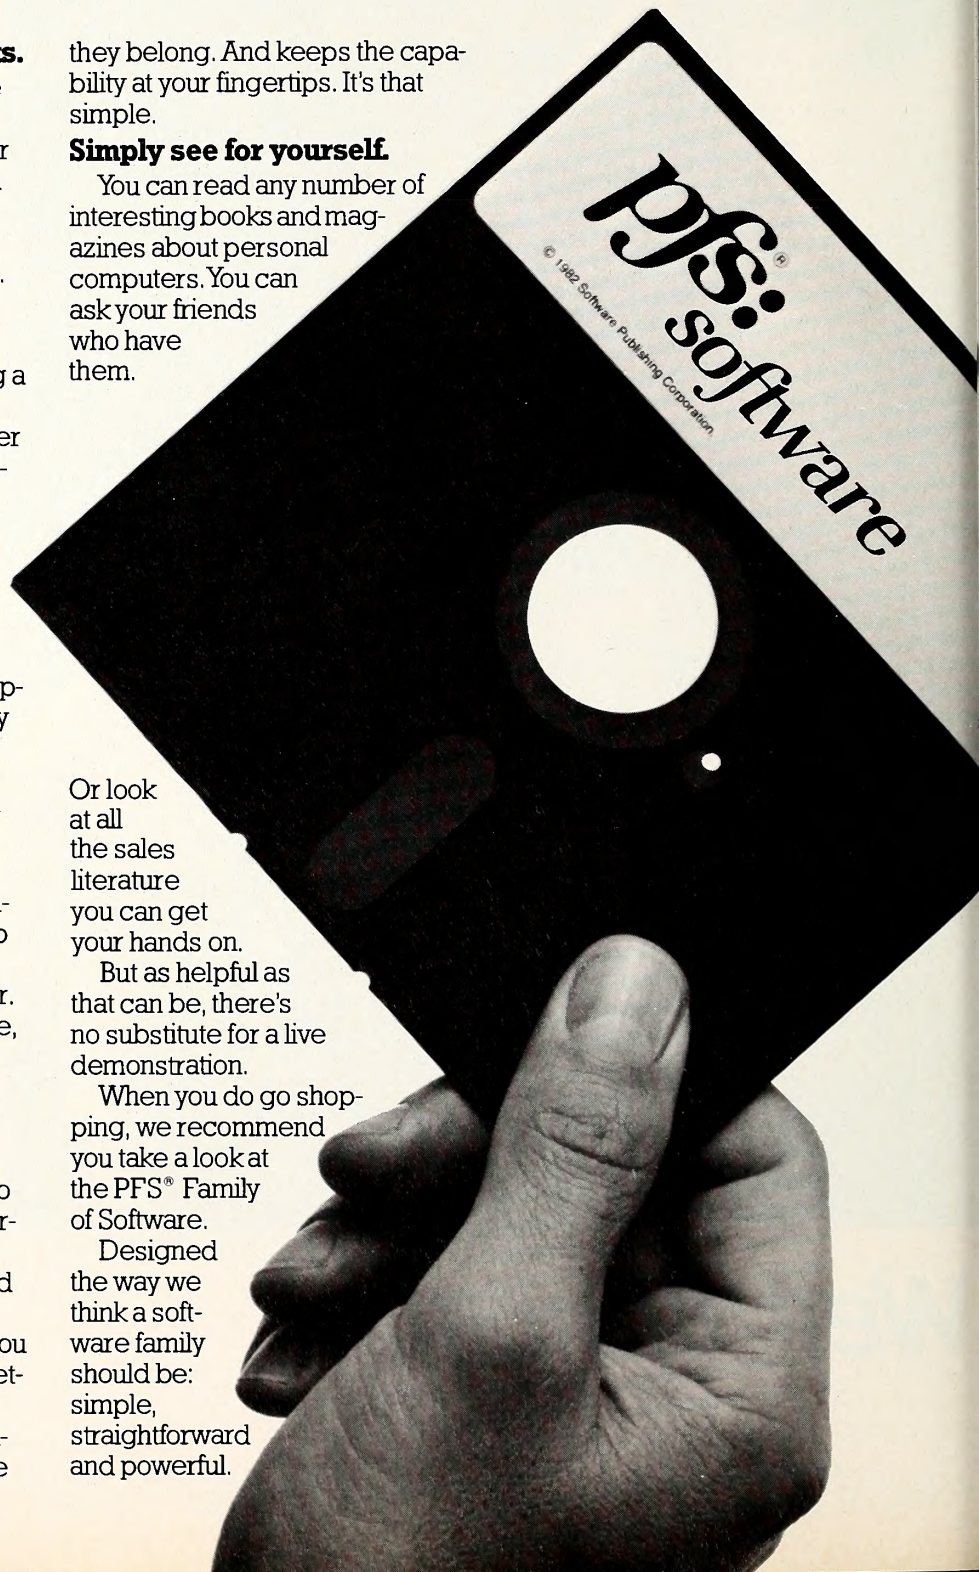 s.
r
g a
er
-
p-
y
-
o
r.
e,
o
r-
d
ou
et-
-
e
they belong. And keeps the capa-
bility at your fingertips. It's that
simple.
Simply see for yourself.
You can read any number of
interesting books and mag-
azines about personal
computers. You can
ask your friends
who have
them.
Or look
at all
the sales
literature
you can get
your hands on.
But as helpful as
that can be, there's
no substitute for a live
demonstration.
When you do go shop-
ping, we recommend
you take a look at
the PFS® Family
of Software.
Designed
the way we
think a soft-
ware family
should be:
simple,
straightforward
and powerful.
pfs:®
software
© 1982 Software Publishing Corporation.